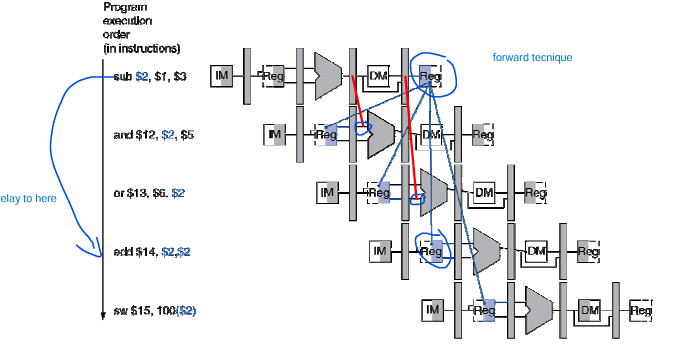 Program
execution
order
(in instructions)
forward tecnique
sub $2, $1, $3
IM Reg DM Reg
and $12, $2, $5
IM Reg DM Reg
elay to here
or $13, $6. $2
IM Reg DM Reg
add $14, $2,$2
IM Reg DM Reg
sw $15, 100($2)
IM Reg DM Reg